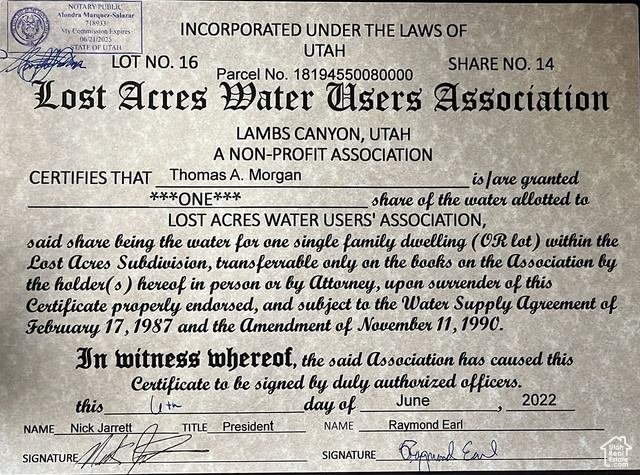 NOTARY PUBLIC
Alondra Marquez-Salazar
718933
My Commission Expires
06/21/2025
STATE OF UTAH
INCORPORATED UNDER THE LAWS OF
UTAH
LOT NO. 16
SHARE NO. 14
Parcel No. 18194550080000
Lost Acres Water Users Association
LAMBS CANYON, UTAH
A NON-PROFIT ASSOCIATION
CERTIFIES THAT Thomas A. Morgan is/are granted
***ONE*** share of the water allotted to
LOST ACRES WATER USERS' ASSOCIATION,
said share being the water for one single family dwelling (OR lot) within the
Lost Acres Subdivision, transferrable only on the books on the Association by
the holder(s) hereof in person or by Attorney, upon surrender of this
Certificate properly endorsed, and subject to the Water Supply Agreement of
February 17, 1987 and the Amendment of November 11, 1990.
In witness whereof, the said Association has caused this
Certificate to be signed by duly authorized officers.
this 6th day of June, 2022
NAME Nick Jarrett TITLE President NAME Raymond Earl
SIGNATURE SIGNATURE Raymond Earl
Utah
Real
Estate
.com